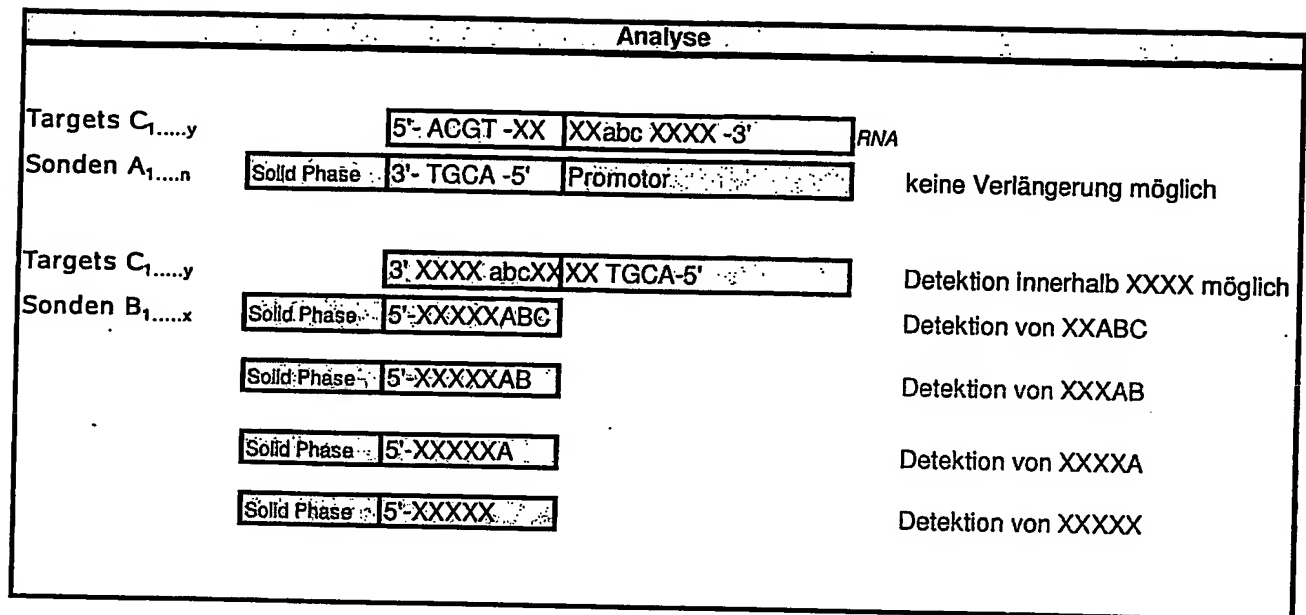 Analyse
Targets C1.....y 5'- ACGT -XX XXabc XXXX -3' RNA
Sonden A1....n Solid Phase 3'- TGCA -5' Promotor keine Verlängerung möglich
Targets C1.....y 3' XXXX abcXX XX TGCA-5' Detektion innerhalb XXXX möglich
Sonden B1.....x Solid Phase 5'-XXXXXABC Detektion von XXABC
Solid Phase 5'-XXXXXAB Detektion von XXXAB
Solid Phase 5'-XXXXXA Detektion von XXXXA
Solid Phase 5'-XXXXX Detektion von XXXXX